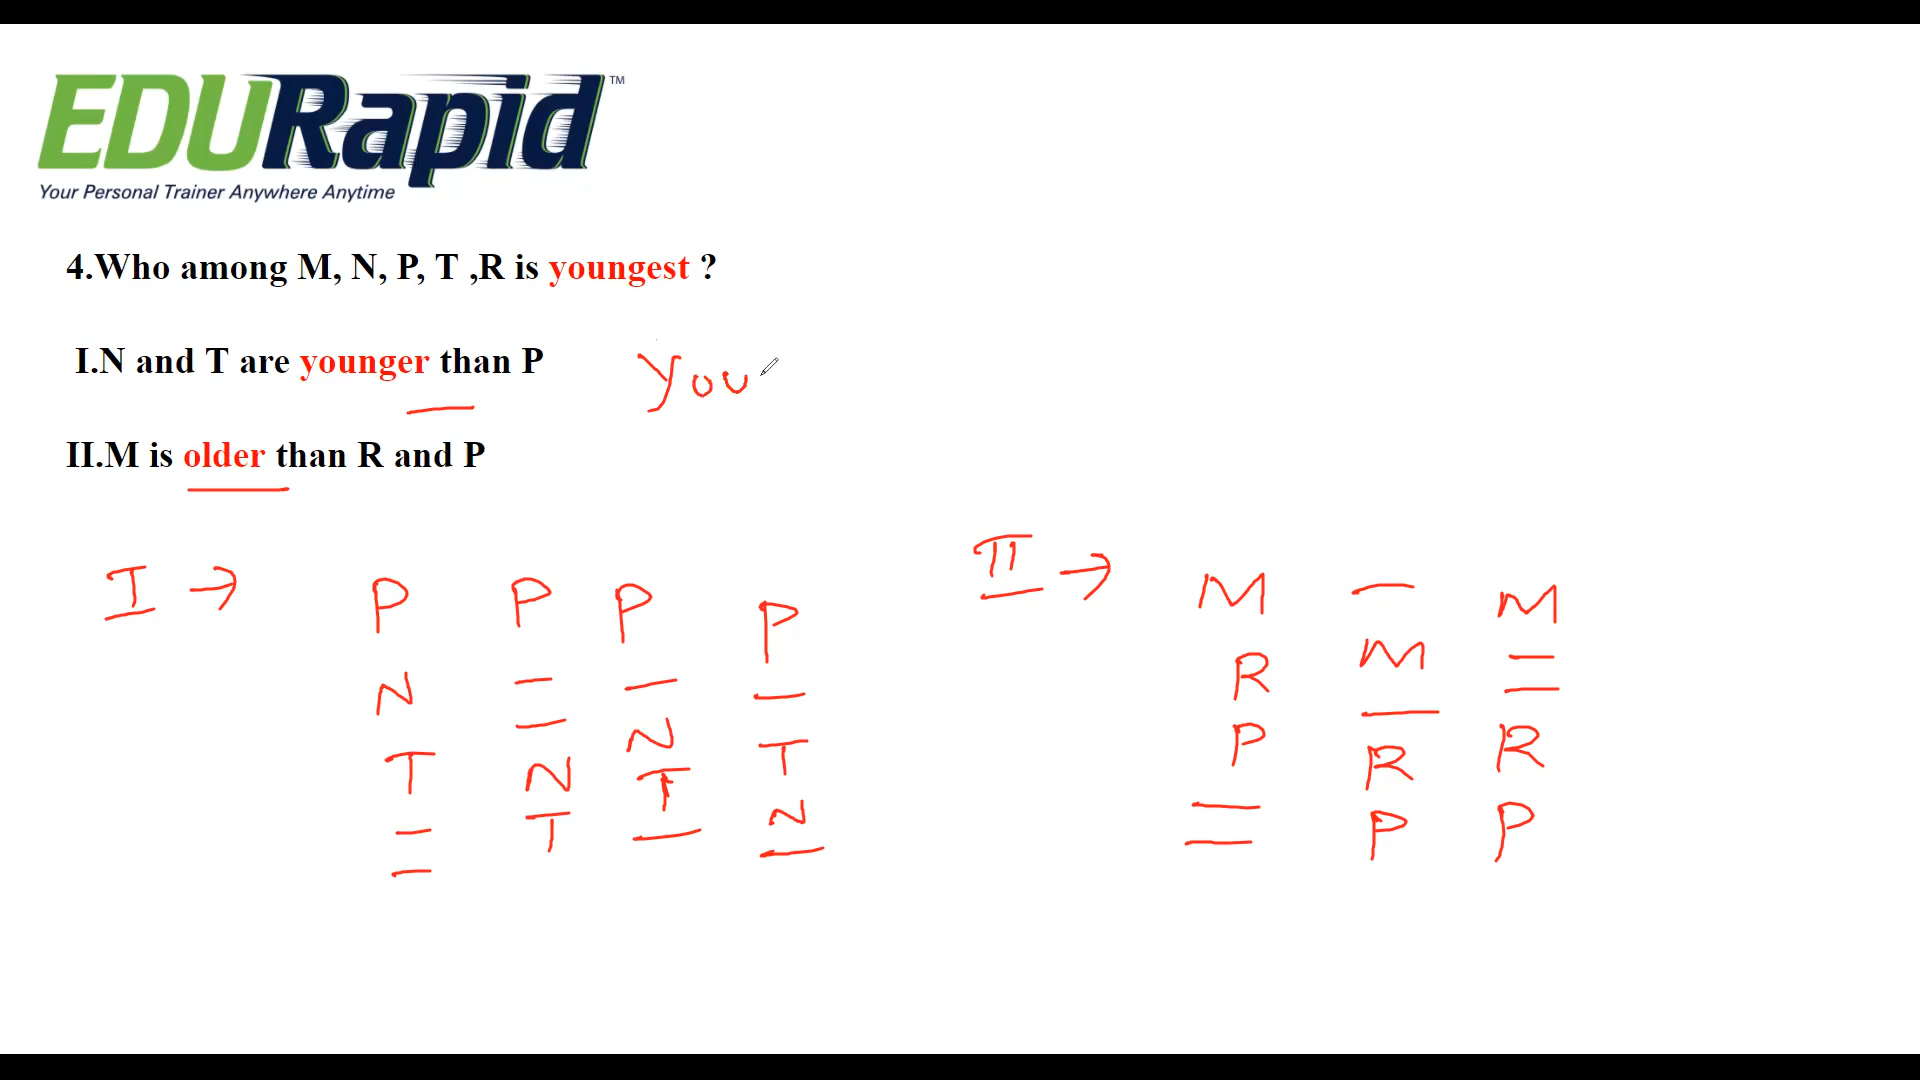 EDURapid™
Your Personal Trainer Anywhere Anytime
4.Who among M, N, P, T ,R is youngest ?
I.N and T are younger than P
You
II.M is older than R and P
I → P P P P
N N T
T N T N
T
II → M M
R M
P R R
P P